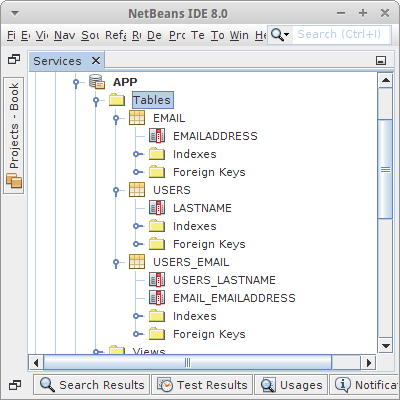 NetBeans IDE 8.0
Fi Ec Vi Nav Sou Refa Ru De Pro Te To Win He Search (Ctrl+I)
Services
Projects - Book
APP
Tables
EMAIL
EMAILADDRESS
Indexes
Foreign Keys
USERS
LASTNAME
Indexes
Foreign Keys
USERS_EMAIL
USERS_LASTNAME
EMAIL_EMAILADDRESS
Indexes
Foreign Keys
Views
Search Results Test Results Usages Notificat